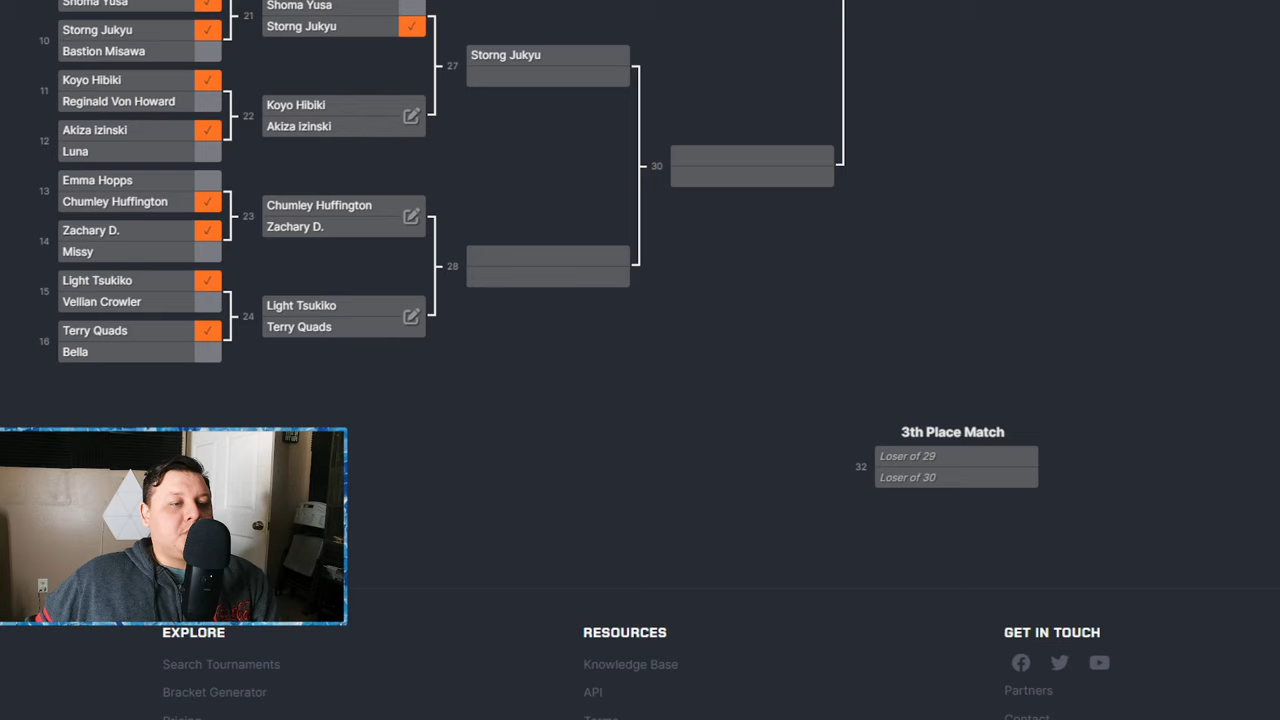 Shoma Yusa
21
Shoma Yusa
10
Storng Jukyu
Bastion Misawa
Storng Jukyu
27
Storng Jukyu
11
Koyo Hibiki
Reginald Von Howard
22
Koyo Hibiki
Akiza izinski
12
Akiza izinski
Luna
30
13
Emma Hopps
Chumley Huffington
23
Chumley Huffington
Zachary D.
14
Zachary D.
Missy
28
15
Light Tsukiko
Vellian Crowler
24
Light Tsukiko
Terry Quads
16
Terry Quads
Bella
3th Place Match
32
Loser of 29
Loser of 30
EXPLORE
Search Tournaments
Bracket Generator
Pricing
RESOURCES
Knowledge Base
API
Terms
GET IN TOUCH
Partners
Contact